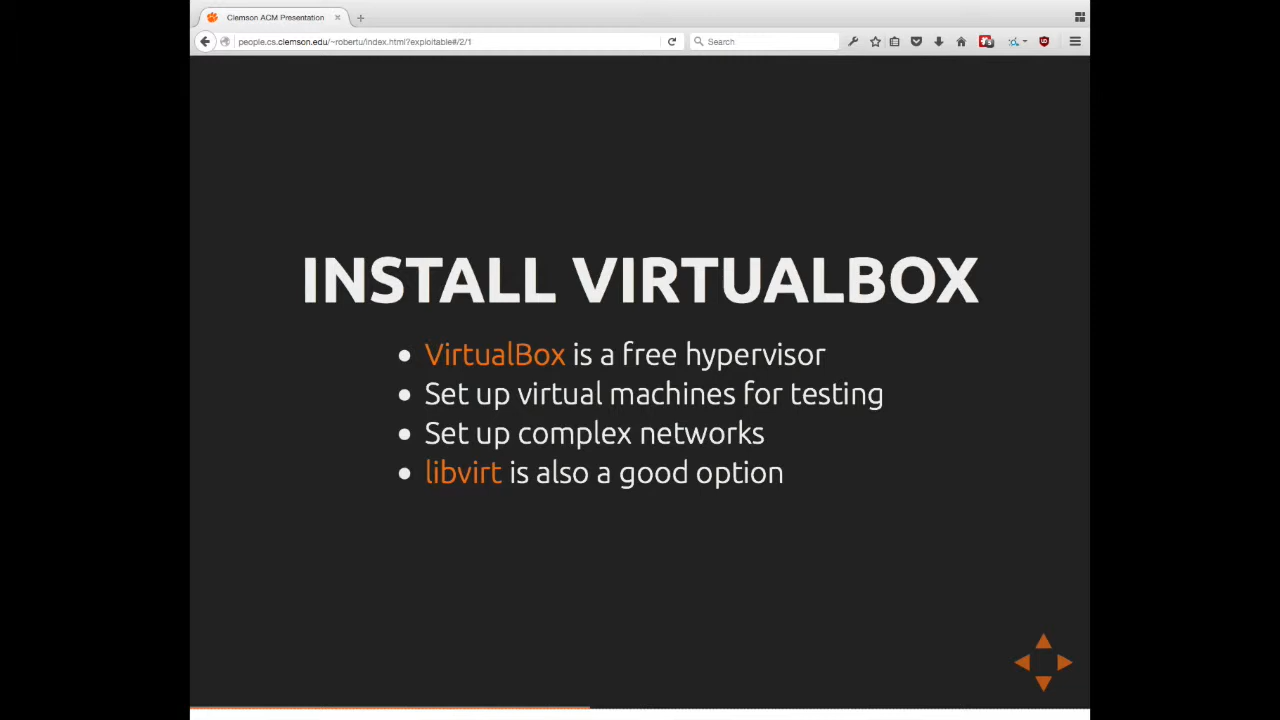 Clemson ACM Presentation
people.cs.clemson.edu/~robertu/index.html?exploitable#/2/1
Search
INSTALL VIRTUALBOX
VirtualBox is a free hypervisor
Set up virtual machines for testing
Set up complex networks
libvirt is also a good option